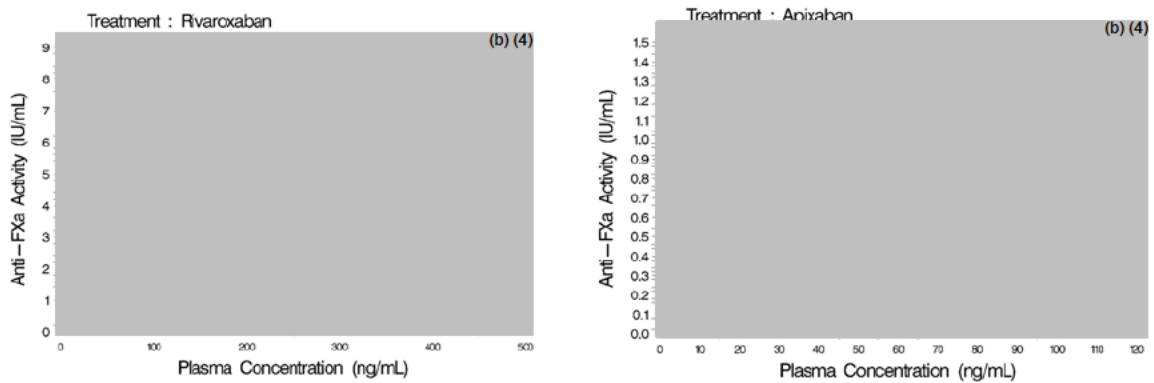 Treatment : Rivaroxaban
(b) (4)
Anti-FXa Activity (IU/mL)
9
8
7
6
5
4
3
2
1
0
0 100 200 300 400 500
Plasma Concentration (ng/mL)
Treatment : Apixaban
(b) (4)
Anti-FXa Activity (IU/mL)
1.5
1.4
1.3
1.2
1.1
1.0
0.9
0.8
0.7
0.6
0.5
0.4
0.3
0.2
0.1
0.0
0 10 20 30 40 50 60 70 80 90 100 110 120
Plasma Concentration (ng/mL)